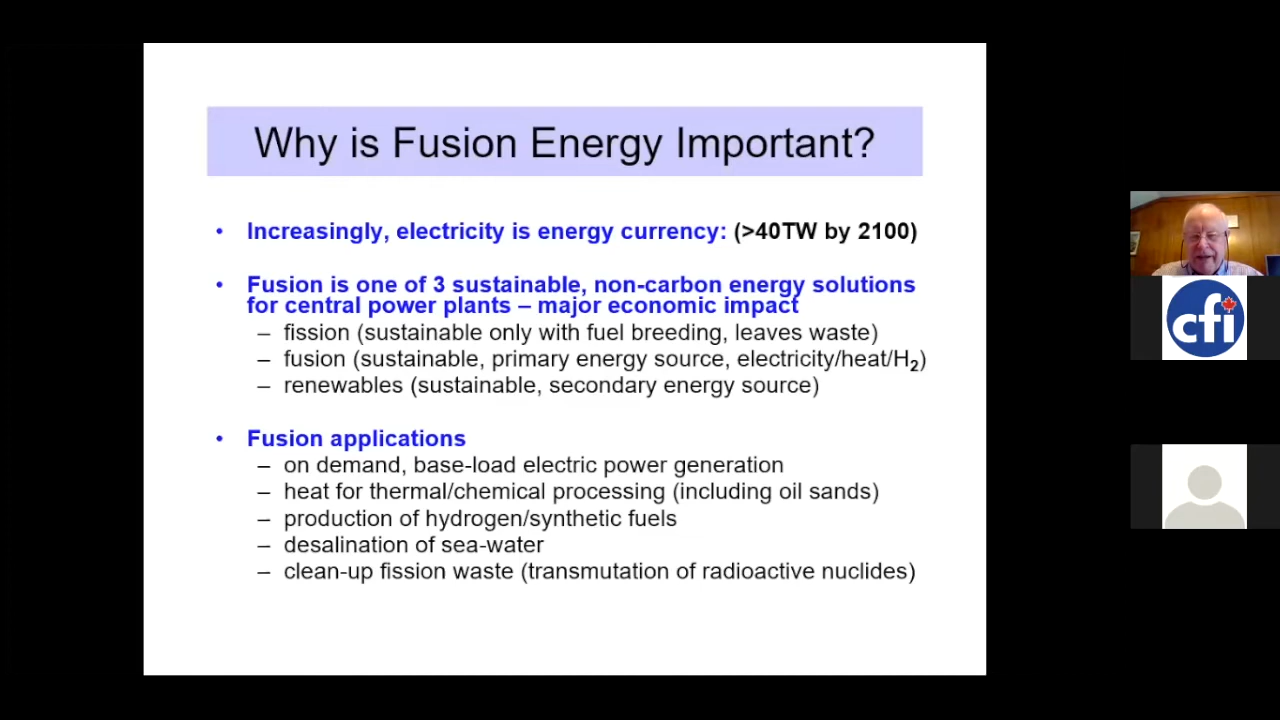 Why is Fusion Energy Important?
• Increasingly, electricity is energy currency: (>40TW by 2100)
• Fusion is one of 3 sustainable, non-carbon energy solutions
for central power plants – major economic impact
– fission (sustainable only with fuel breeding, leaves waste)
– fusion (sustainable, primary energy source, electricity/heat/H₂)
– renewables (sustainable, secondary energy source)
• Fusion applications
– on demand, base-load electric power generation
– heat for thermal/chemical processing (including oil sands)
– production of hydrogen/synthetic fuels
– desalination of sea-water
– clean-up fission waste (transmutation of radioactive nuclides)
cfi